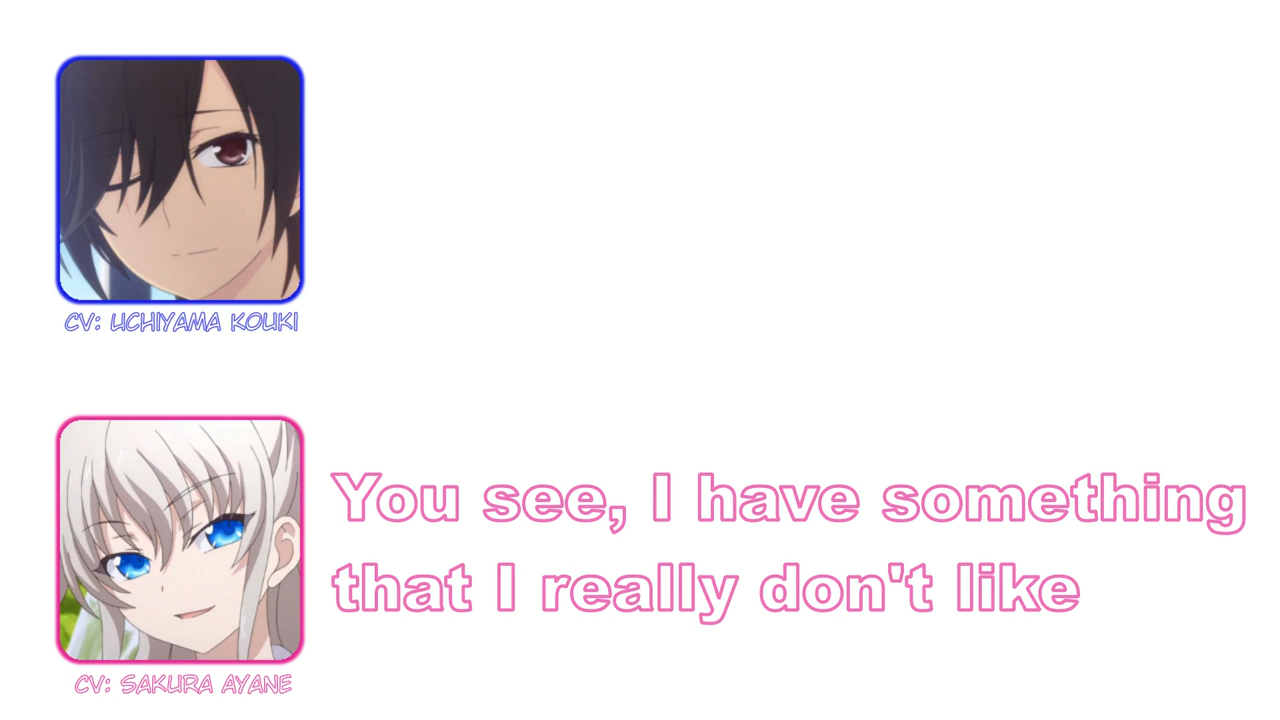 CV: UCHIYAMA KOUKI
You see, I have something
that I really don't like
CV: SAKURA AYANE